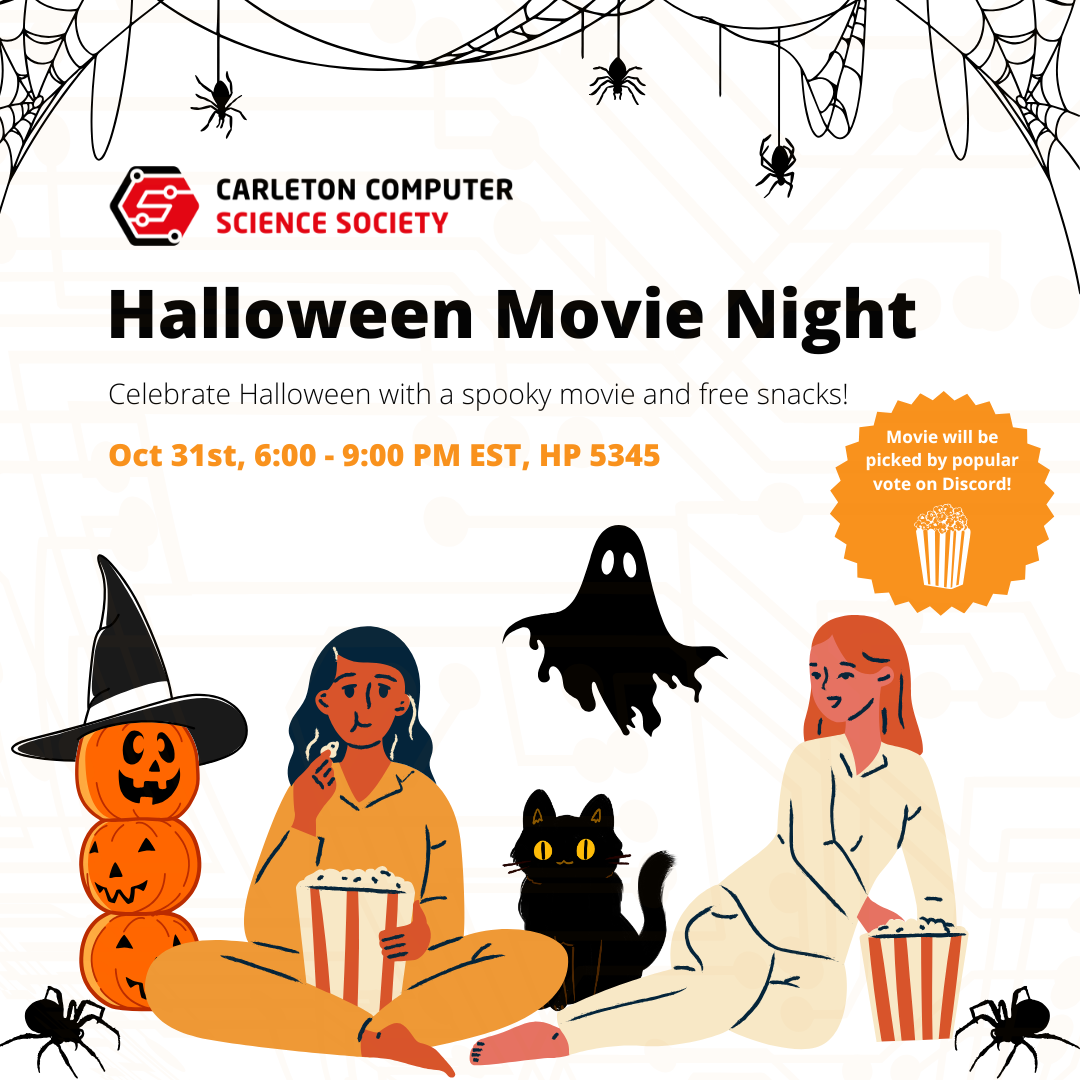 CARLETON COMPUTER
SCIENCE SOCIETY
Halloween Movie Night
Celebrate Halloween with a spooky movie and free snacks!
Oct 31st, 6:00 - 9:00 PM EST, HP 5345
Movie will be
picked by popular
vote on Discord!